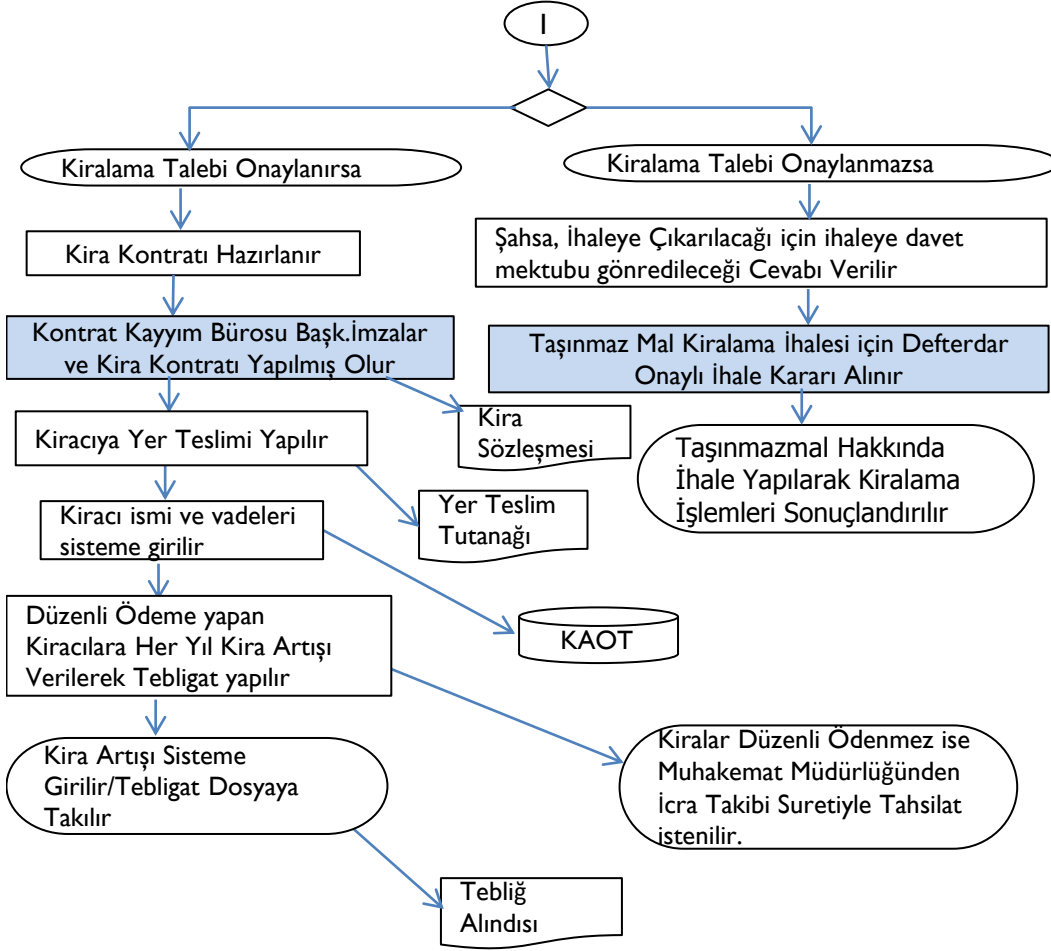 I
Kiralama Talebi Onaylanırsa
Kiralama Talebi Onaylanmazsa
Kira Kontratı Hazırlanır
Şahsa, İhaleye Çıkarılacağı için ihaleye davet
mektubu gönredileceği Cevabı Verilir
Kontrat Kayyım Bürosu Başk.İmzalar
ve Kira Kontratı Yapılmış Olur
Taşınmaz Mal Kiralama İhalesi için Defterdar
Onaylı İhale Kararı Alınır
Kiracıya Yer Teslimi Yapılır
Kira
Sözleşmesi
Taşınmazmal Hakkında
İhale Yapılarak Kiralama
İşlemleri Sonuçlandırılır
Kiracı ismi ve vadeleri
sisteme girilir
Yer Teslim
Tutanağı
Düzenli Ödeme yapan
Kiracılara Her Yıl Kira Artışı
Verilerek Tebligat yapılır
KAOT
Kira Artışı Sisteme
Girilir/Tebligat Dosyaya
Takılır
Kiralar Düzenli Ödenmez ise
Muhakemat Müdürlüğünden
İcra Takibi Suretiyle Tahsilat
istenilir.
Tebliğ
Alındısı